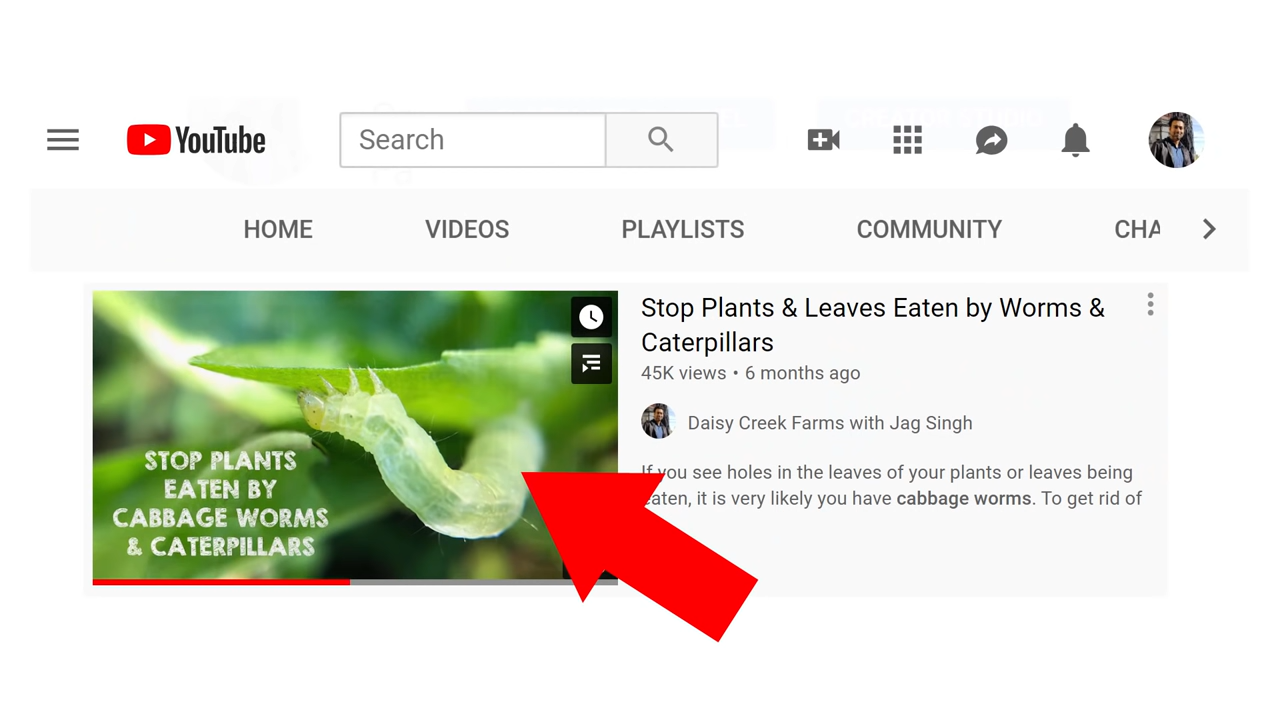 YouTube
Search
HOME VIDEOS PLAYLISTS COMMUNITY CHA
STOP PLANTS
EATEN BY
CABBAGE WORMS
& CATERPILLARS
Stop Plants & Leaves Eaten by Worms &
Caterpillars
45K views • 6 months ago
Daisy Creek Farms with Jag Singh
If you see holes in the leaves of your plants or leaves being
eaten, it is very likely you have cabbage worms. To get rid of